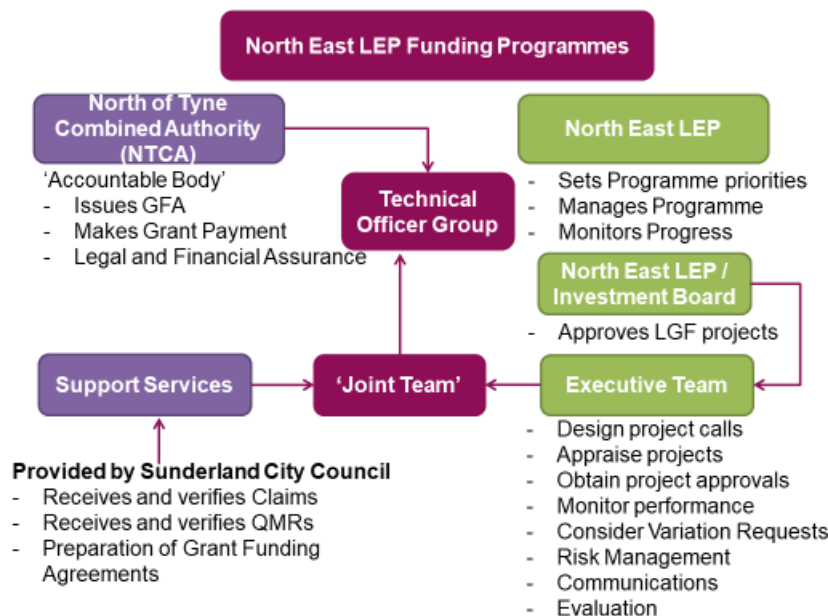 North East LEP Funding Programmes
North of Tyne
Combined Authority
(NTCA)
'Accountable Body'
- Issues GFA
- Makes Grant Payment
- Legal and Financial Assurance
Technical
Officer Group
North East LEP
- Sets Programme priorities
- Manages Programme
- Monitors Progress
North East LEP /
Investment Board
- Approves LGF projects
Support Services
'Joint Team'
Executive Team
Provided by Sunderland City Council
- Receives and verifies Claims
- Receives and verifies QMRs
- Preparation of Grant Funding
Agreements
- Design project calls
- Appraise projects
- Obtain project approvals
- Monitor performance
- Consider Variation Requests
- Risk Management
- Communications
- Evaluation